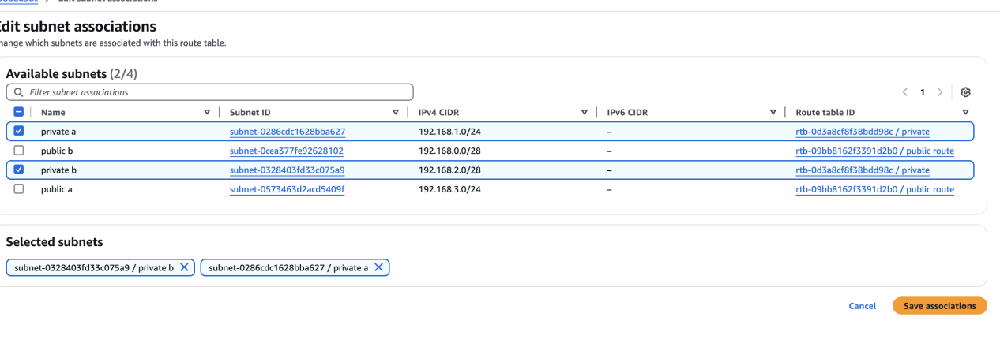 Edit subnet associations
Change which subnets are associated with this route table.
Available subnets (2/4)
Filter subnet associations
1
Name Subnet ID IPv4 CIDR IPv6 CIDR Route table ID
private a subnet-0286cdc1628bba627 192.168.1.0/24 – rtb-0d3a8cf8f38bdd98c / private
public b subnet-0cea377fe92628102 192.168.0.0/28 – rtb-09bb8162f3391d2b0 / public route
private b subnet-0328403fd33c075a9 192.168.2.0/28 – rtb-0d3a8cf8f38bdd98c / private
public a subnet-0573463d2acd5409f 192.168.3.0/24 – rtb-09bb8162f3391d2b0 / public route
Selected subnets
subnet-0328403fd33c075a9 / private b subnet-0286cdc1628bba627 / private a
Cancel Save associations